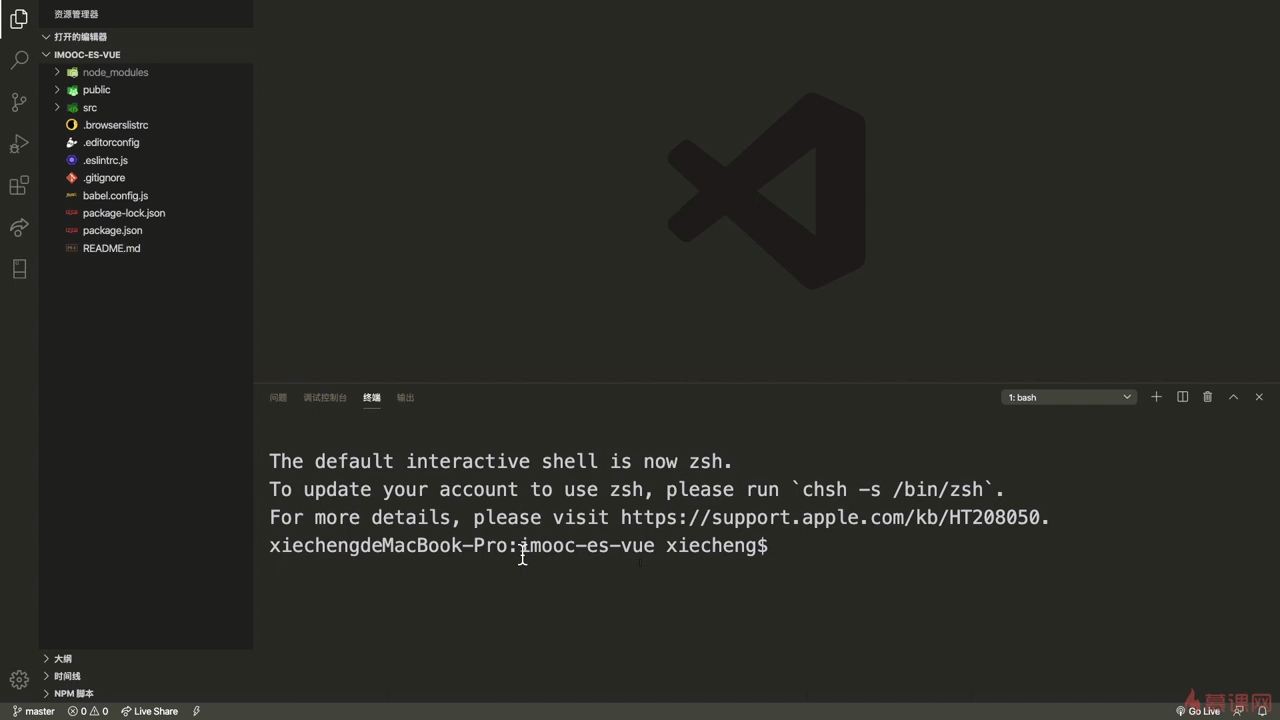 资源管理器
打开的编辑器
IMOOC-ES-VUE
node_modules
public
src
.browserslistrc
.editorconfig
.eslintrc.js
.gitignore
babel.config.js
package-lock.json
package.json
README.md
问题 调试控制台 终端 输出
1: bash
The default interactive shell is now zsh.
To update your account to use zsh, please run `chsh -s /bin/zsh`.
For more details, please visit https://support.apple.com/kb/HT208050.
xiechengdeMacBook-Pro:imooc-es-vue xiecheng$
大纲
时间线
NPM 脚本
master 0 0 Live Share Go Live
慕课网